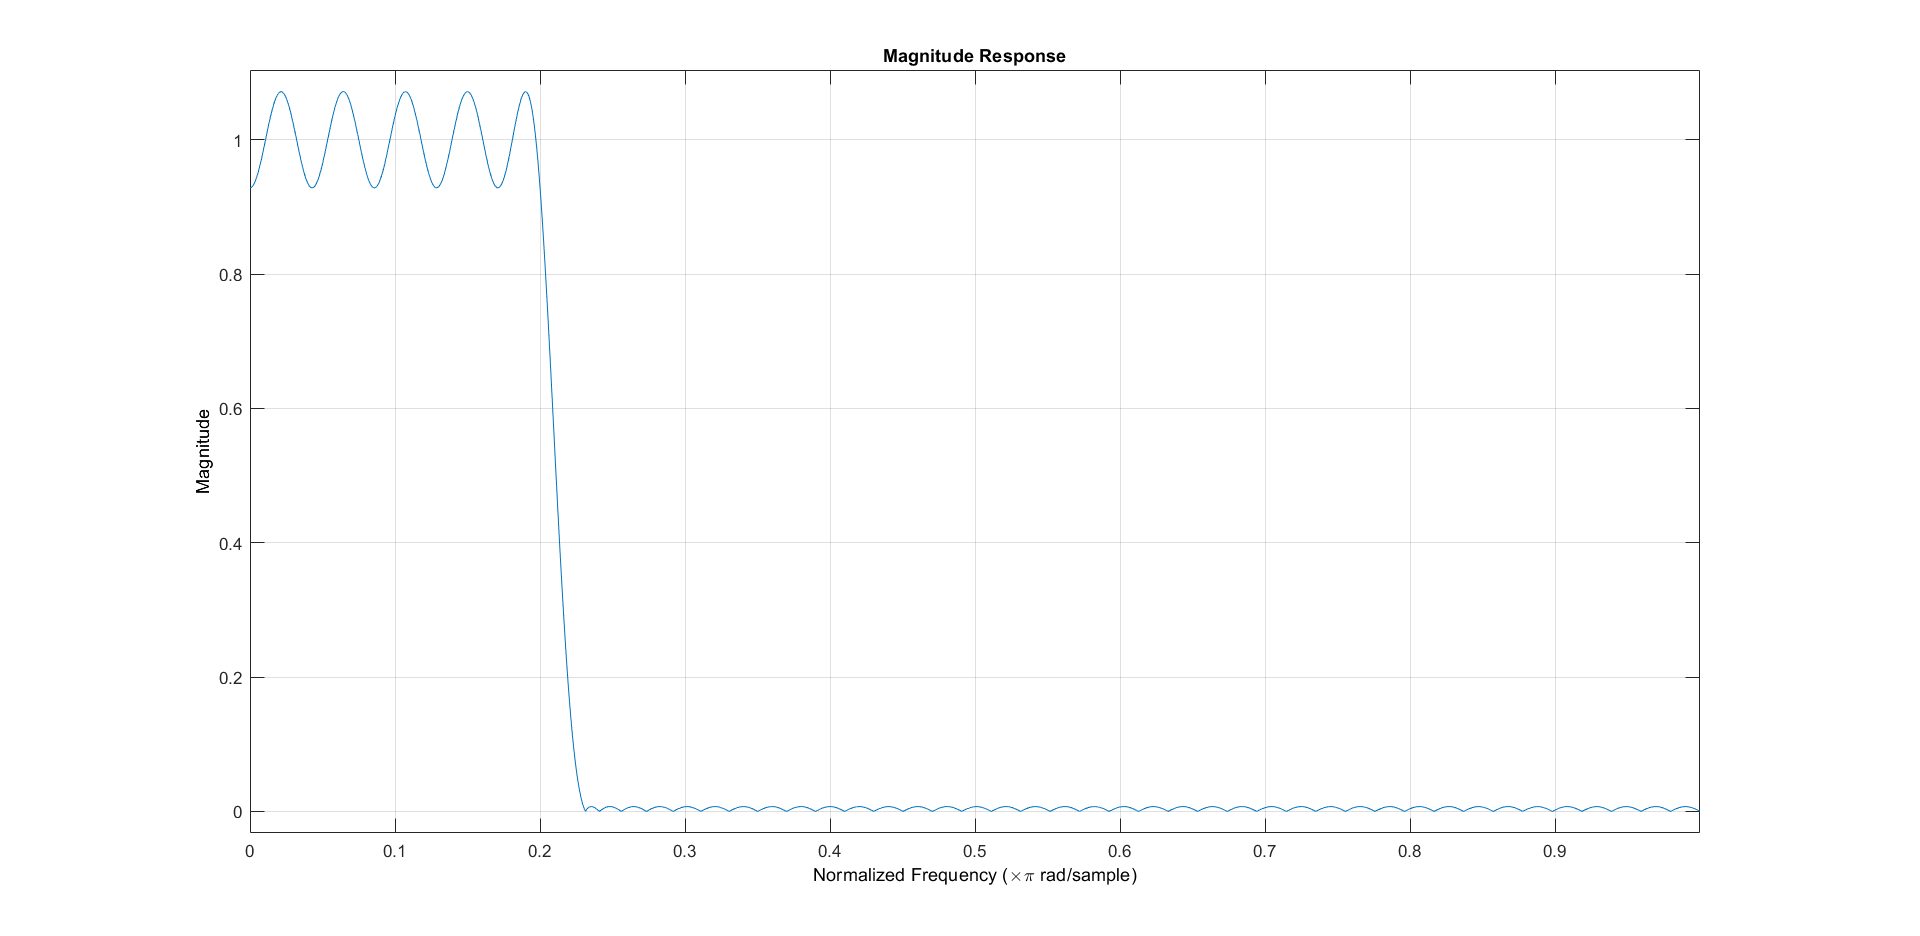 Magnitude Response
1
0.8
0.6
0.4
0.2
0
Magnitude
0 0.1 0.2 0.3 0.4 0.5 0.6 0.7 0.8 0.9
Normalized Frequency (×π rad/sample)